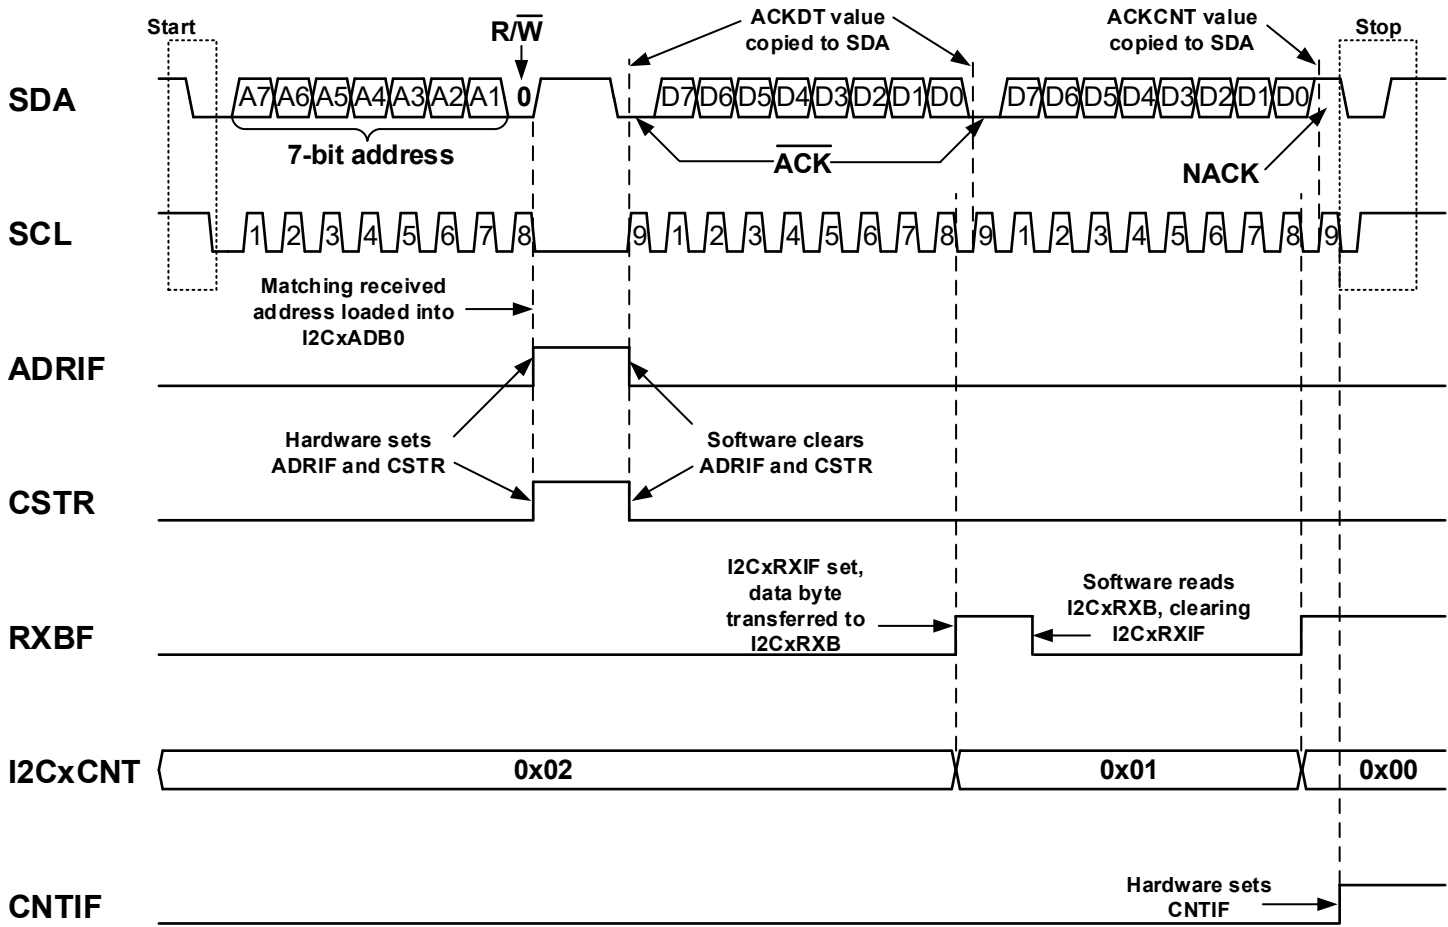 Start
R/W
ACKDT value
copied to SDA
ACKCNT value
copied to SDA
Stop
SDA
A7 A6 A5 A4 A3 A2 A1 0 D7 D6 D5 D4 D3 D2 D1 D0 D7 D6 D5 D4 D3 D2 D1 D0
7-bit address
ACK
NACK
SCL
1 2 3 4 5 6 7 8 9 1 2 3 4 5 6 7 8 9 1 2 3 4 5 6 7 8 9
Matching received
address loaded into
I2CxADB0
ADRIF
Hardware sets
ADRIF and CSTR
Software clears
ADRIF and CSTR
CSTR
I2CxRXIF set,
data byte
transferred to
I2CxRXB
Software reads
I2CxRXB, clearing
I2CxRXIF
RXBF
I2CxCNT
0x02
0x01
0x00
Hardware sets
CNTIF
CNTIF